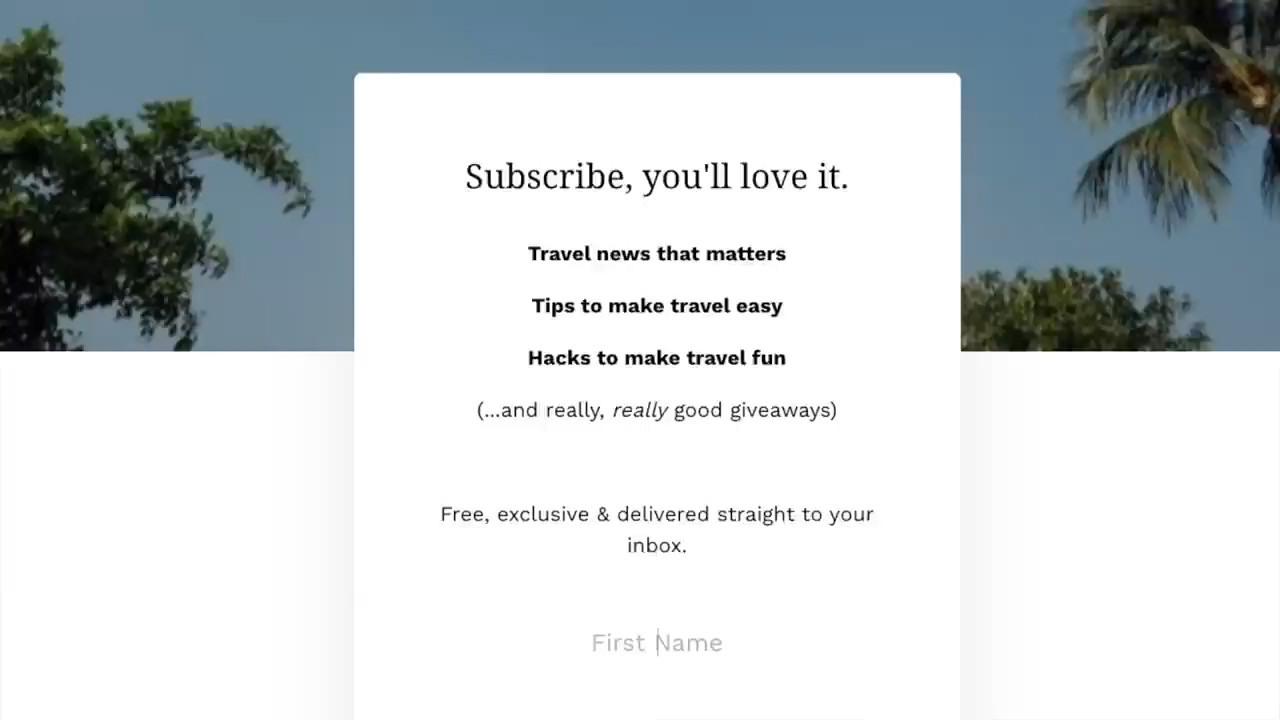 Subscribe, you'll love it.
Travel news that matters
Tips to make travel easy
Hacks to make travel fun
(...and really, really good giveaways)
Free, exclusive & delivered straight to your
inbox.
First Name